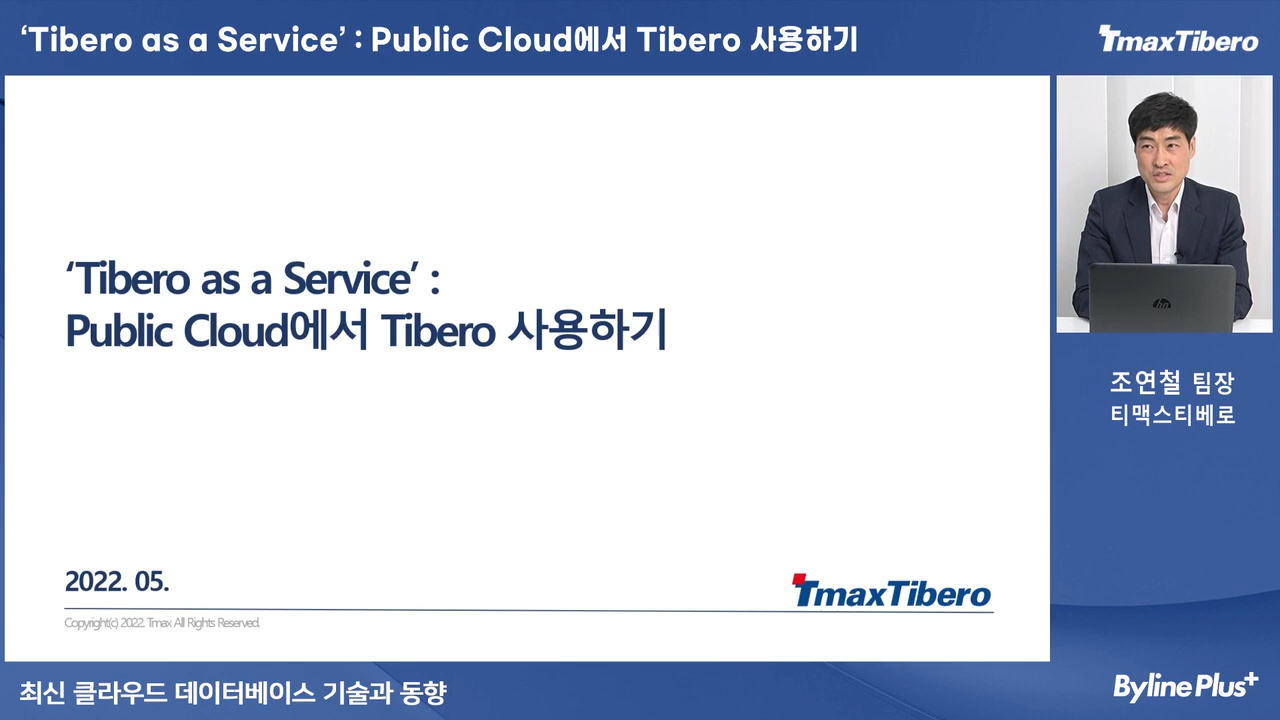 ‘Tibero as a Service’ : Public Cloud에서 Tibero 사용하기
TmaxTibero
‘Tibero as a Service’ :
Public Cloud에서 Tibero 사용하기
조연철 팀장
티맥스티베로
2022. 05.
TmaxTibero
Copyright(c) 2022. Tmax All Rights Reserved.
최신 클라우드 데이터베이스 기술과 동향
Byline Plus+
hp